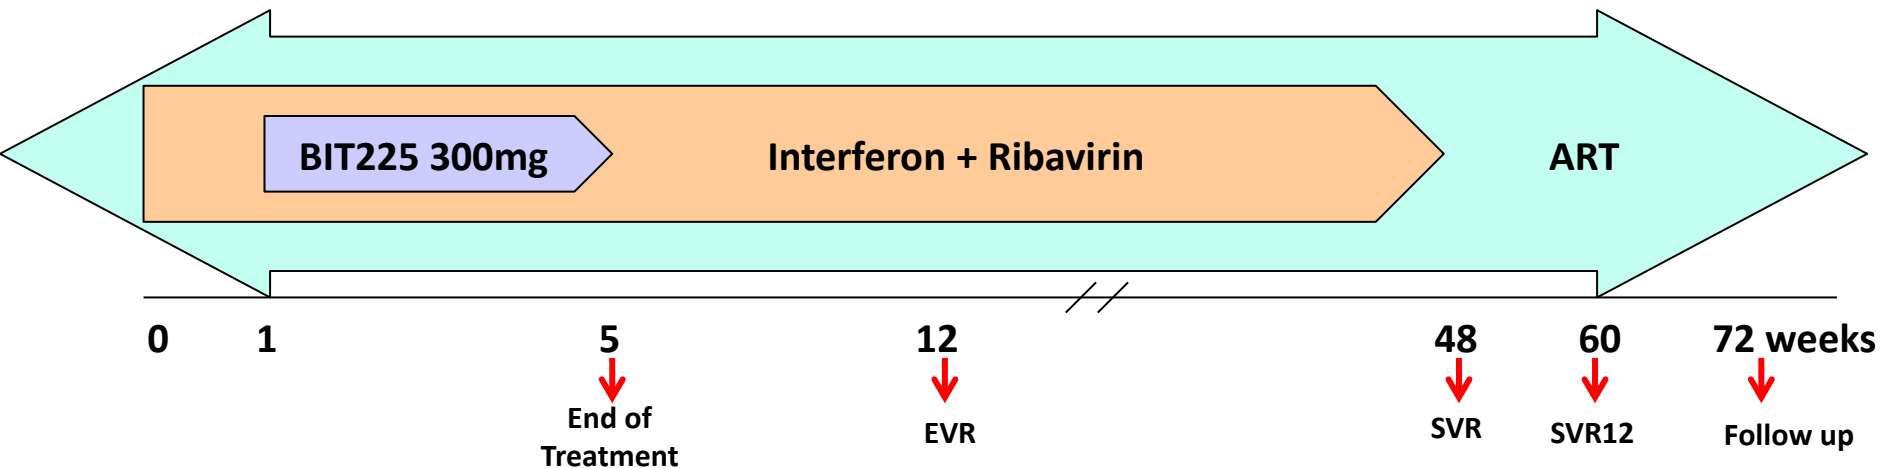 BIT225 300mg
Interferon + Ribavirin
ART
0 1 5 12 48 60 72 weeks
End of
Treatment
EVR
SVR
SVR12
Follow up